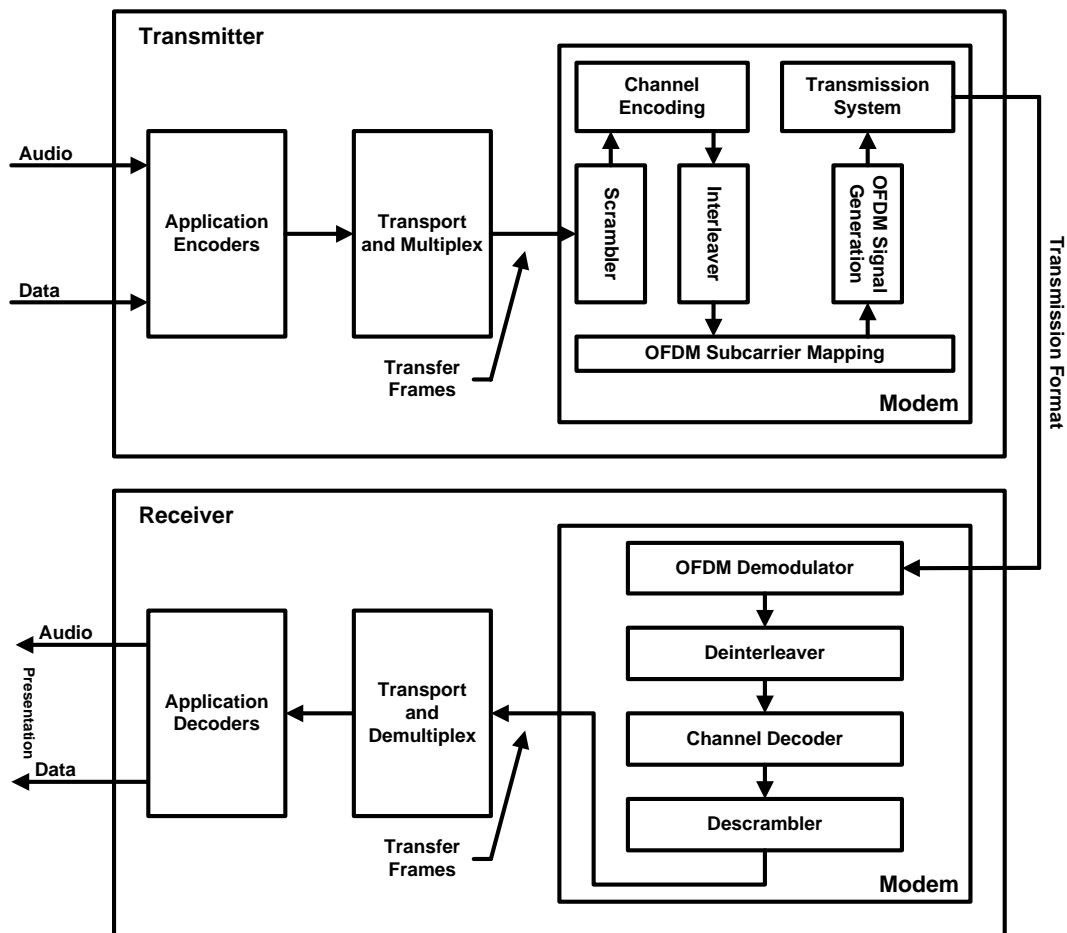 Transmitter
Audio
Data
Application
Encoders
Transport
and Multiplex
Transfer
Frames
Scrambler
Channel
Encoding
Interleaver
OFDM Subcarrier Mapping
OFDM Signal
Generation
Transmission
System
Modem
Transmission Format
Receiver
OFDM Demodulator
Deinterleaver
Channel Decoder
Descrambler
Modem
Transfer
Frames
Transport
and
Demultiplex
Application
Decoders
Audio
Presentation
Data